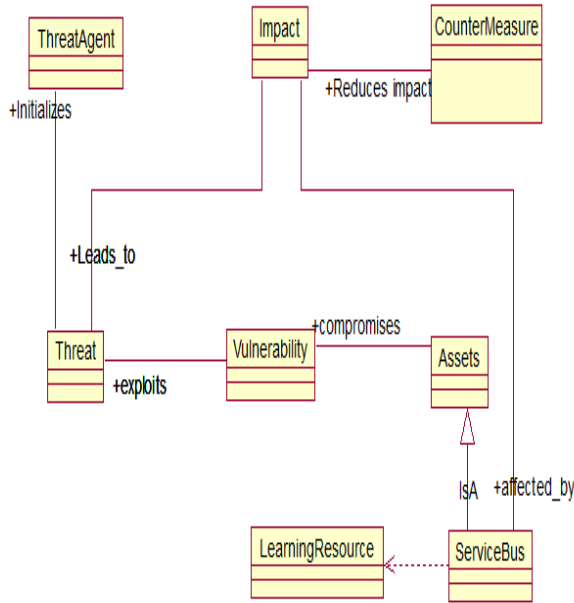 ThreatAgent
Impact
CounterMeasure
+Reduces impact
+Initializes
+Leads_to
Threat
+exploits
Vulnerability
+compromises
Assets
IsA
+affected_by
LearningResource
ServiceBus